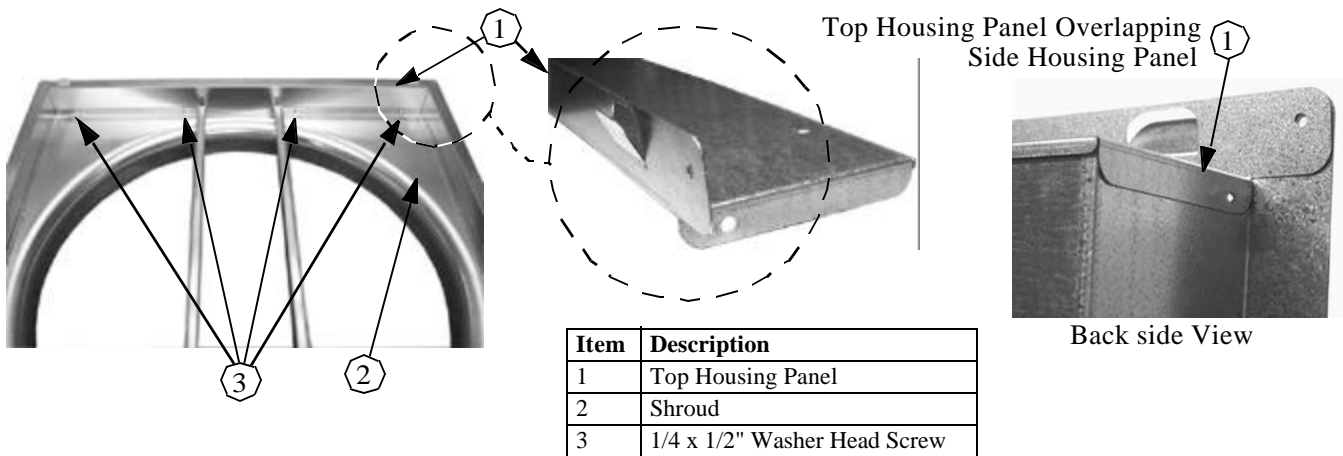 1
Top Housing Panel Overlapping
Side Housing Panel
1
3
2
Back side View
Item Description
1 Top Housing Panel
2 Shroud
3 1/4 x 1/2" Washer Head Screw